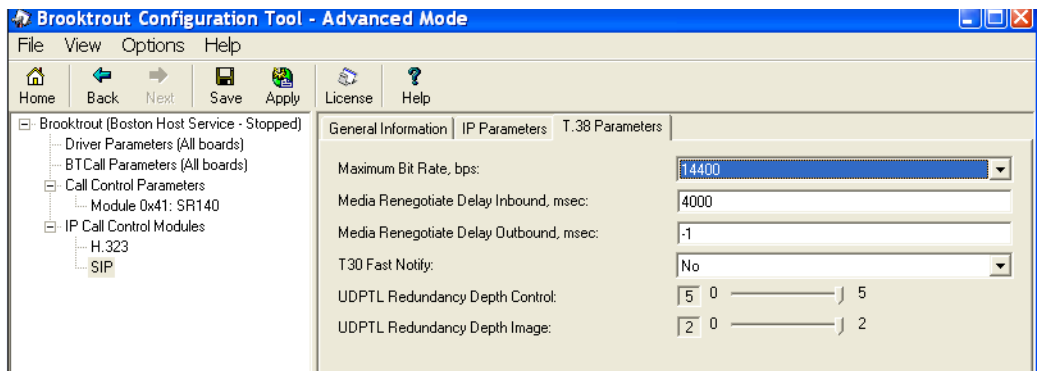 Brooktrout Configuration Tool - Advanced Mode
File View Options Help
Home Back Next Save Apply License Help
Brooktrout (Boston Host Service - Stopped)
Driver Parameters (All boards)
BTCall Parameters (All boards)
Call Control Parameters
Module 0x41: SR140
IP Call Control Modules
H.323
SIP
General Information IP Parameters T.38 Parameters
Maximum Bit Rate, bps: 14400
Media Renegotiate Delay Inbound, msec: 4000
Media Renegotiate Delay Outbound, msec: -1
T30 Fast Notify: No
UDPTL Redundancy Depth Control: 5 0 5
UDPTL Redundancy Depth Image: 2 0 2